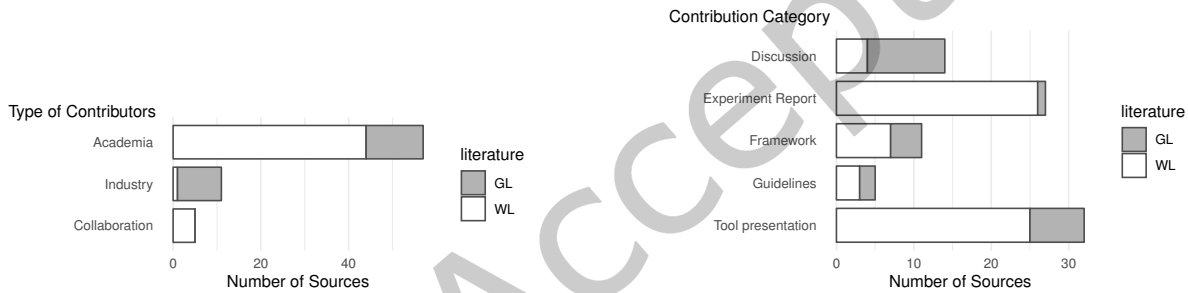 Type of Contributors
Academia
Industry
Collaboration
0 20 40
Number of Sources
literature
GL
WL
Contribution Category
Discussion
Experiment Report
Framework
Guidelines
Tool presentation
0 10 20 30
Number of Sources
literature
GL
WL
Accep